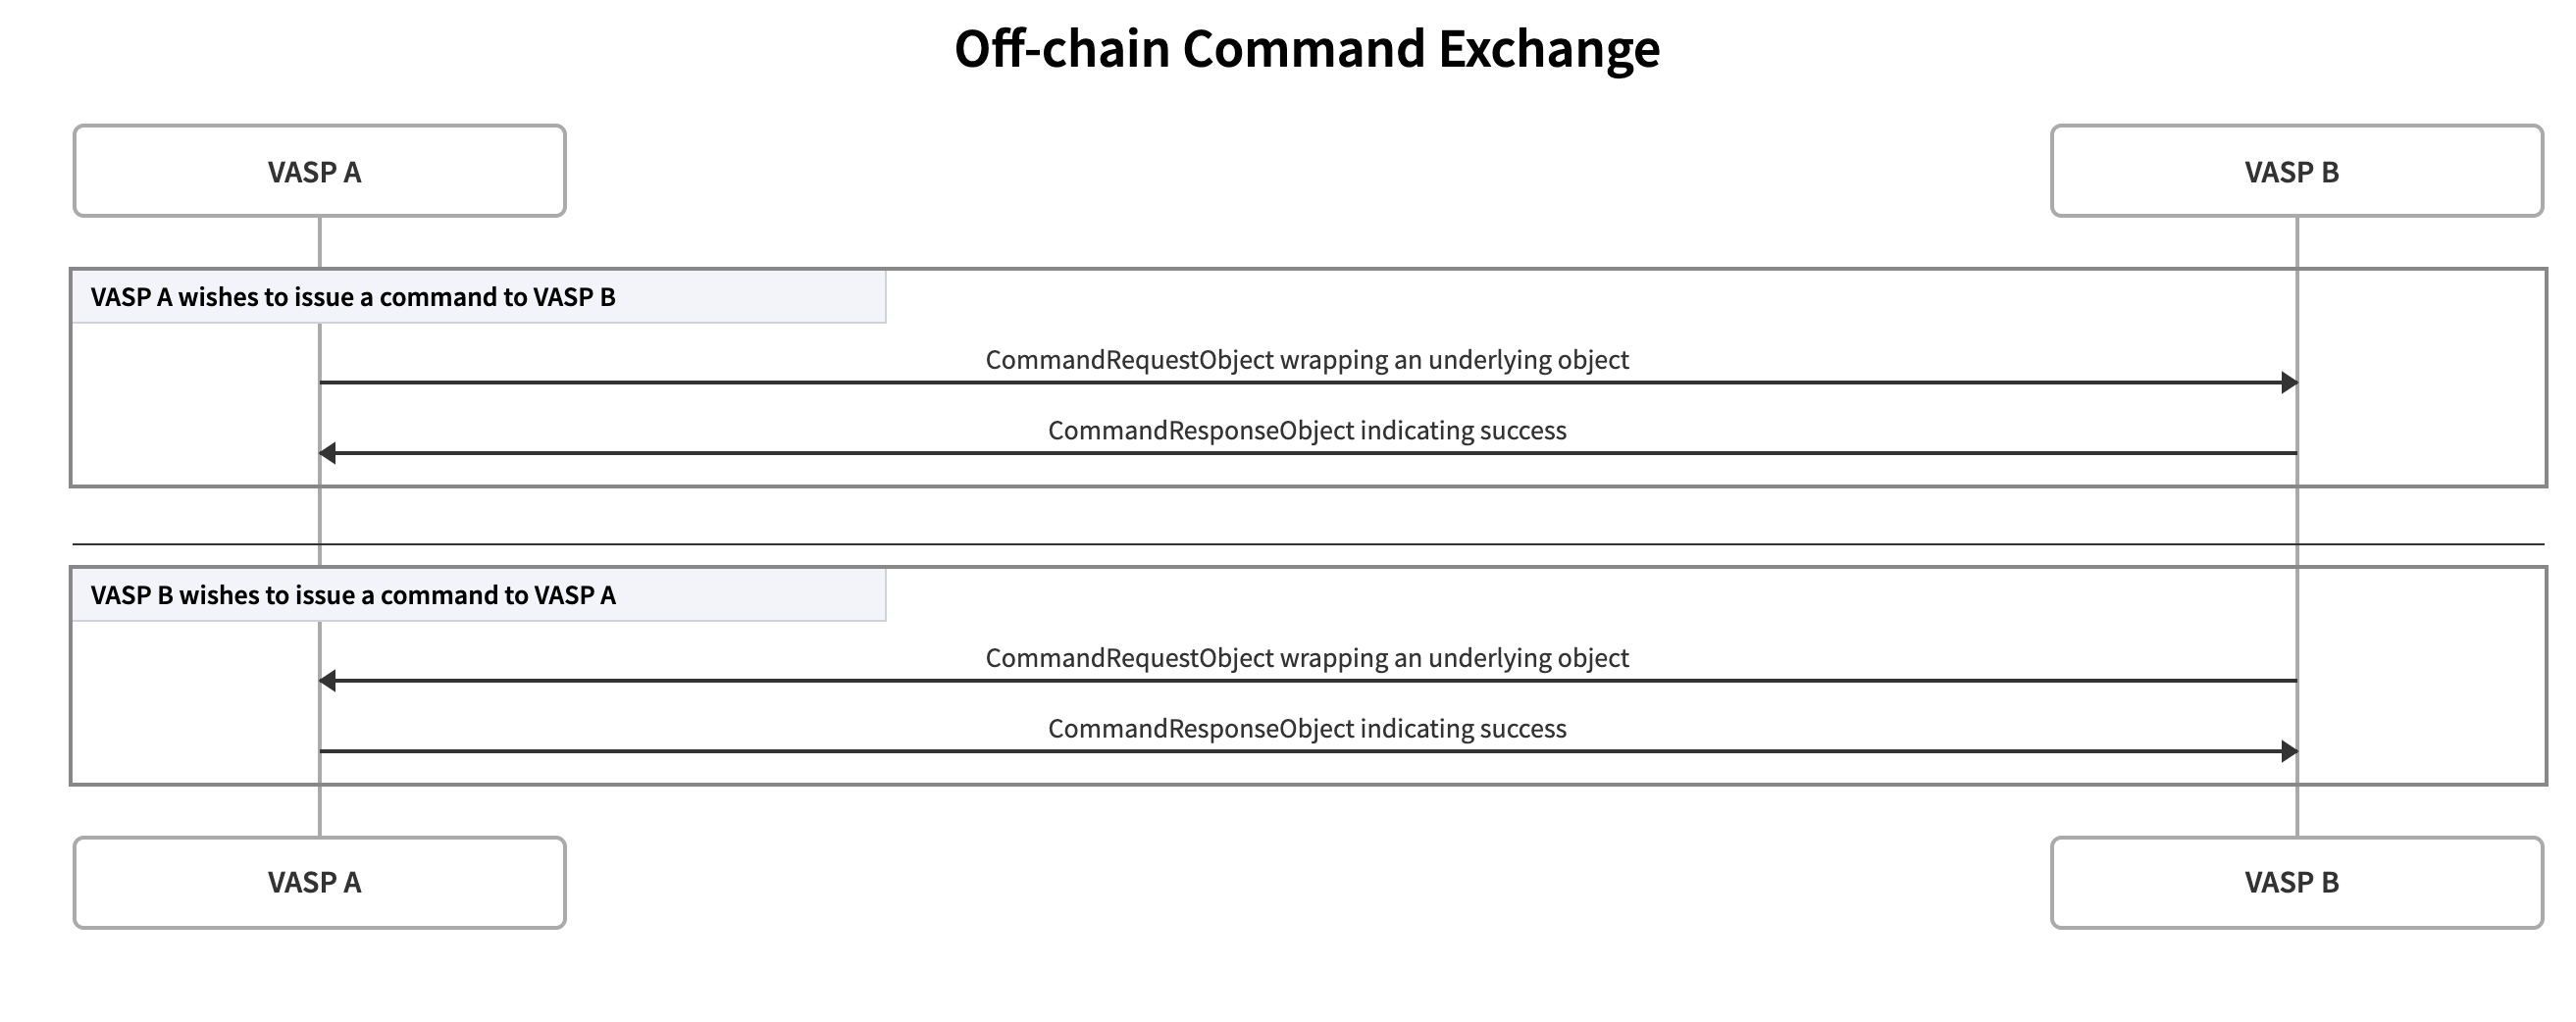 Off-chain Command Exchange
VASP A
VASP B
VASP A wishes to issue a command to VASP B
CommandRequestObject wrapping an underlying object
CommandResponseObject indicating success
VASP B wishes to issue a command to VASP A
CommandRequestObject wrapping an underlying object
CommandResponseObject indicating success
VASP A
VASP B